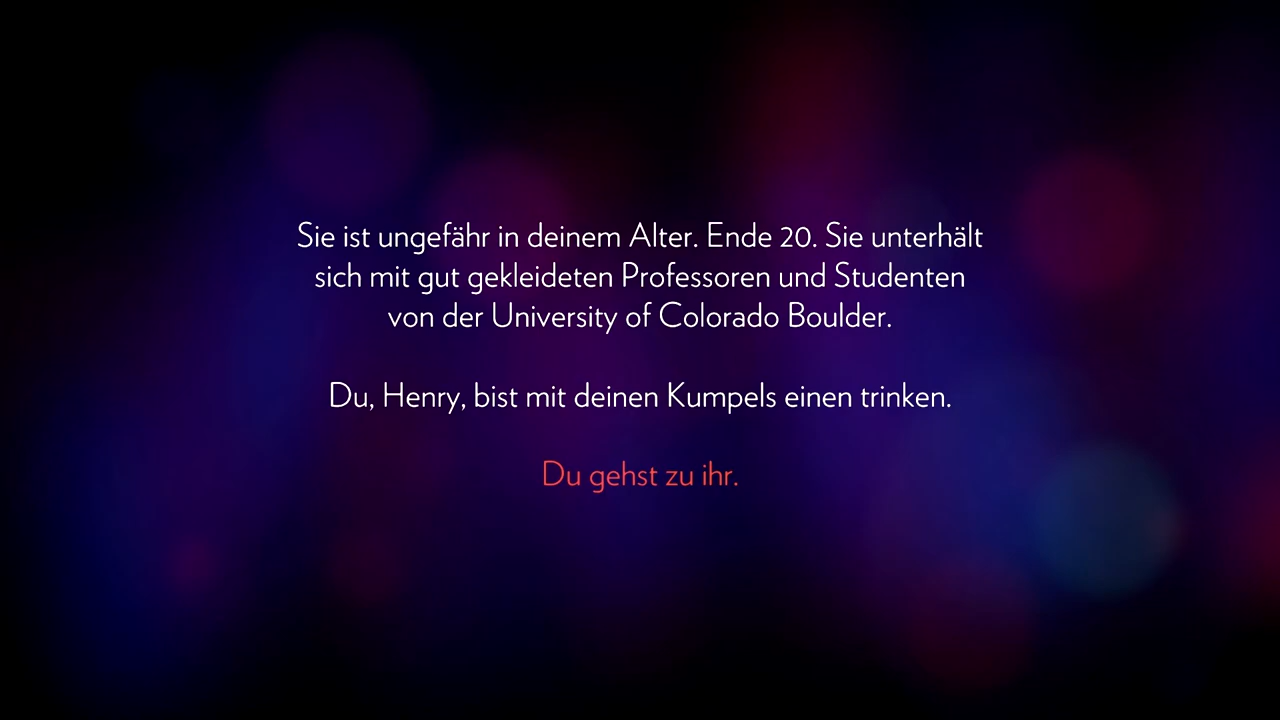 Sie ist ungefähr in deinem Alter. Ende 20. Sie unterhält
sich mit gut gekleideten Professoren und Studenten
von der University of Colorado Boulder.
Du, Henry, bist mit deinen Kumpels einen trinken.
Du gehst zu ihr.